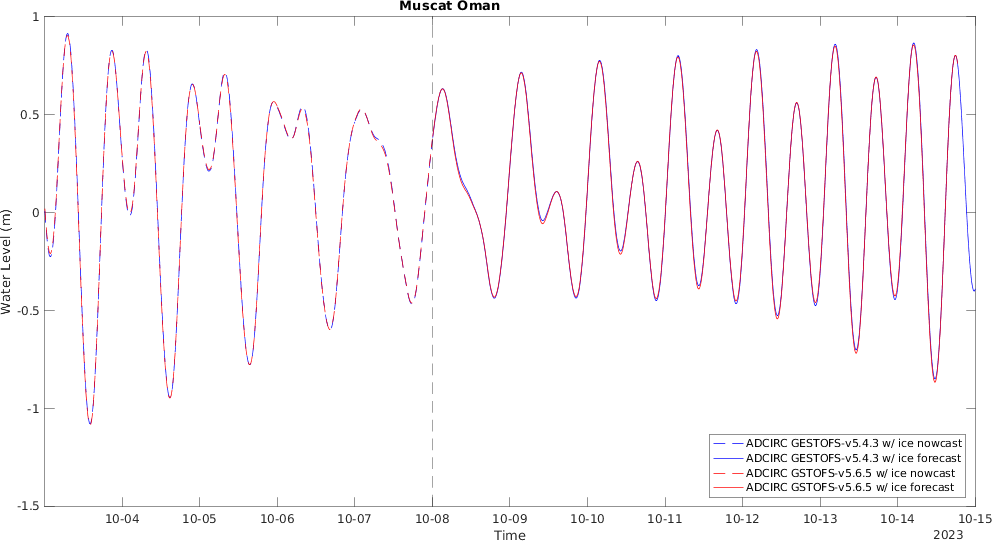 Muscat Oman
1
0.5
0
-0.5
-1
-1.5
Water Level (m)
ADCIRC GESTOFS-v5.4.3 w/ ice nowcast
ADCIRC GESTOFS-v5.4.3 w/ ice forecast
ADCIRC GSTOFS-v5.6.5 w/ ice nowcast
ADCIRC GSTOFS-v5.6.5 w/ ice forecast
10-04 10-05 10-06 10-07 10-08 10-09 10-10 10-11 10-12 10-13 10-14 10-15
Time
2023